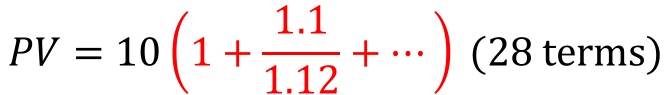 PV = 10 (1 + 1.1/1.12 + ⋯) (28 terms)